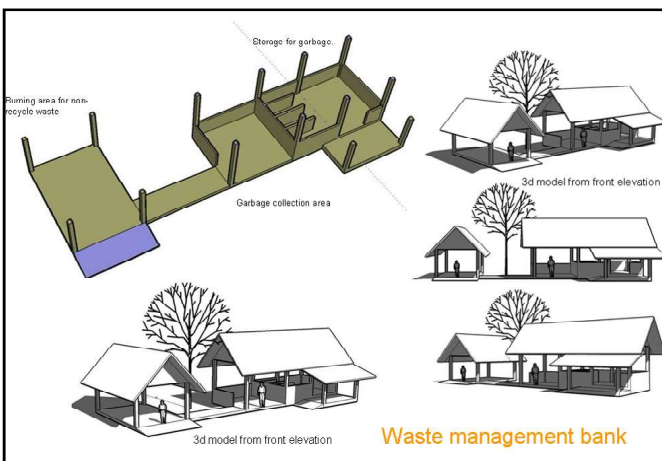 Storage for garbage.
Burning area for non-
recycle waste
Garbage collection area
3d model from front elevation
3d model from front elevation
Waste management bank